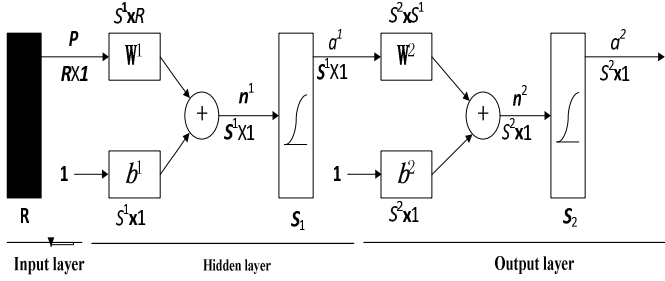 S¹xR
S²xS¹
P
W¹
a¹
W²
a²
RX1
S¹X1
S²x1
+
n¹
+
n²
S¹X1
S²x1
1
b¹
1
b²
R
S¹x1
S₁
S²x1
S₂
Input layer
Hidden layer
Output layer